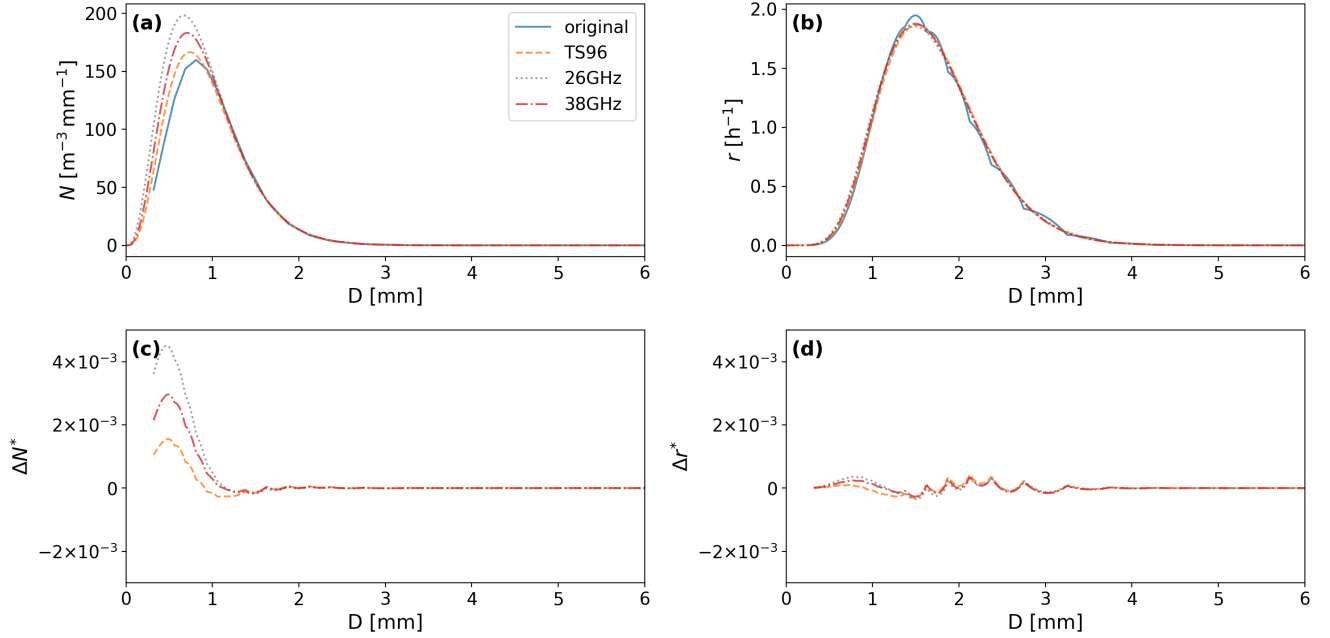 (a)
N [m⁻³ mm⁻¹]
200
150
100
50
0
original
TS96
26GHz
38GHz
0 1 2 3 4 5 6
D [mm]
(b)
r [h⁻¹]
2.0
1.5
1.0
0.5
0.0
0 1 2 3 4 5 6
D [mm]
(c)
ΔN*
4×10⁻³
2×10⁻³
0
−2×10⁻³
0 1 2 3 4 5 6
D [mm]
(d)
Δr*
4×10⁻³
2×10⁻³
0
−2×10⁻³
0 1 2 3 4 5 6
D [mm]